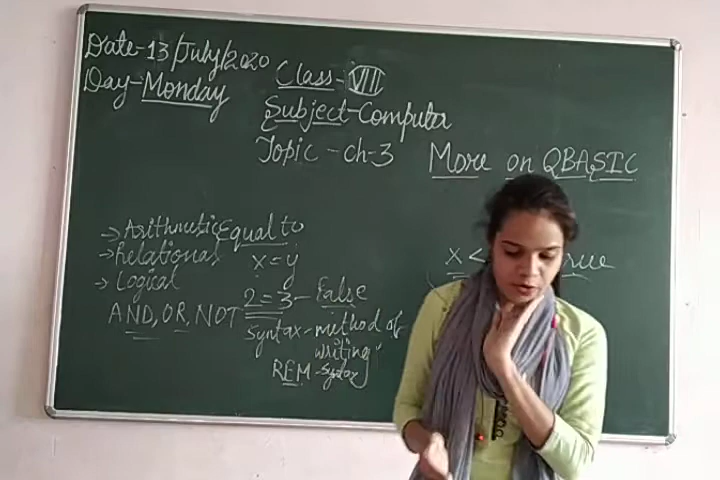 Date-13/July/2020
Day-Monday
Class-VII
Subject-Computer
Topic-ch-3
More on QBASIC
→Arithmetic
→Relational
→Logical
AND, OR, NOT
Equal to
x=y
2=3-False
Syntax-method of
writing
REM-Syntax
x <